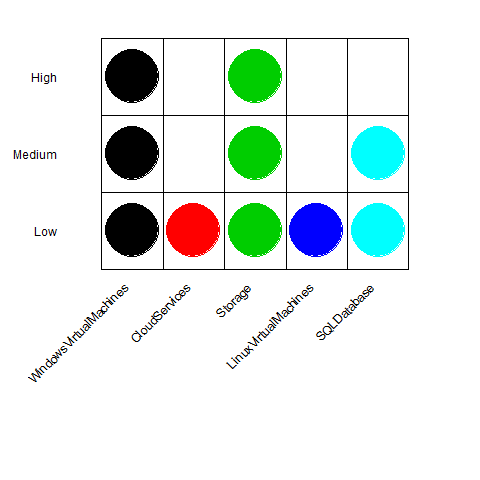 High
Medium
Low
WindowsVirtualMachines
CloudServices
Storage
LinuxVirtualMachines
SQLDatabase